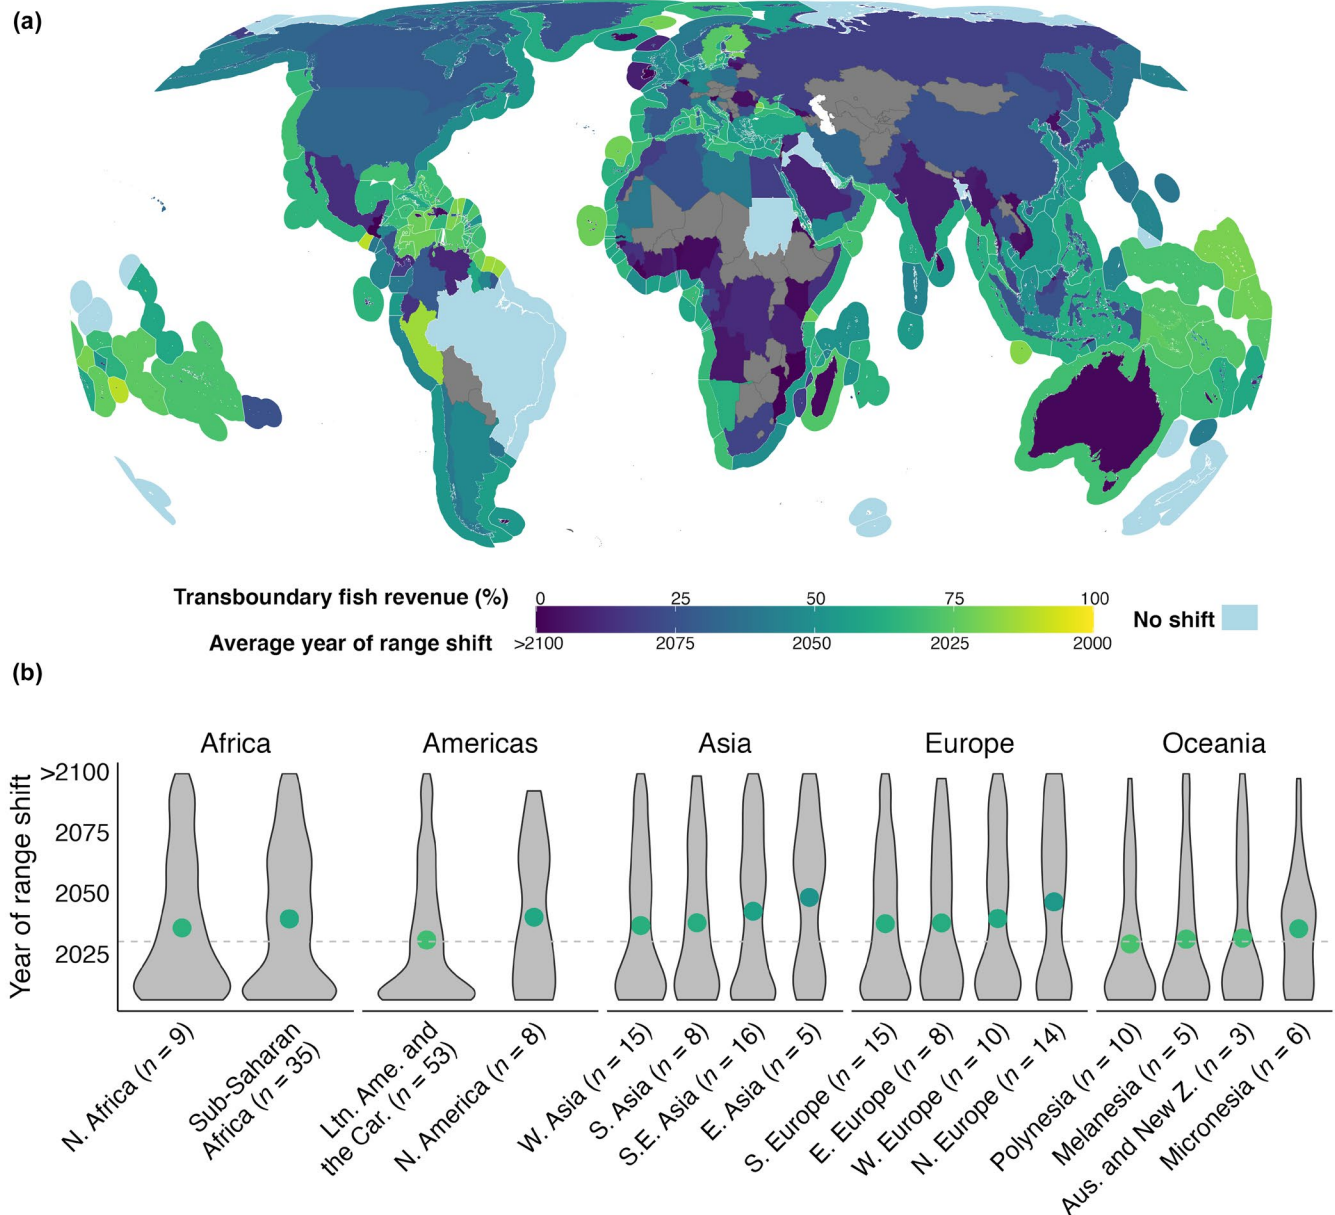 (a)
Transboundary fish revenue (%)
0 25 50 75 100
Average year of range shift
>2100 2075 2050 2025 2000
No shift
(b)
Africa Americas Asia Europe Oceania
Year of range shift
>2100
2075
2050
2025
N. Africa (n = 9)
Sub-Saharan
Africa (n = 35)
Ltn. Ame. and
the Car. (n = 53)
N. America (n = 8)
W. Asia (n = 15)
S. Asia (n = 8)
S.E. Asia (n = 16)
E. Asia (n = 5)
S. Europe (n = 15)
E. Europe (n = 8)
W. Europe (n = 10)
N. Europe (n = 14)
Polynesia (n = 10)
Melanesia (n = 5)
Aus. and New Z. (n = 3)
Micronesia (n = 6)